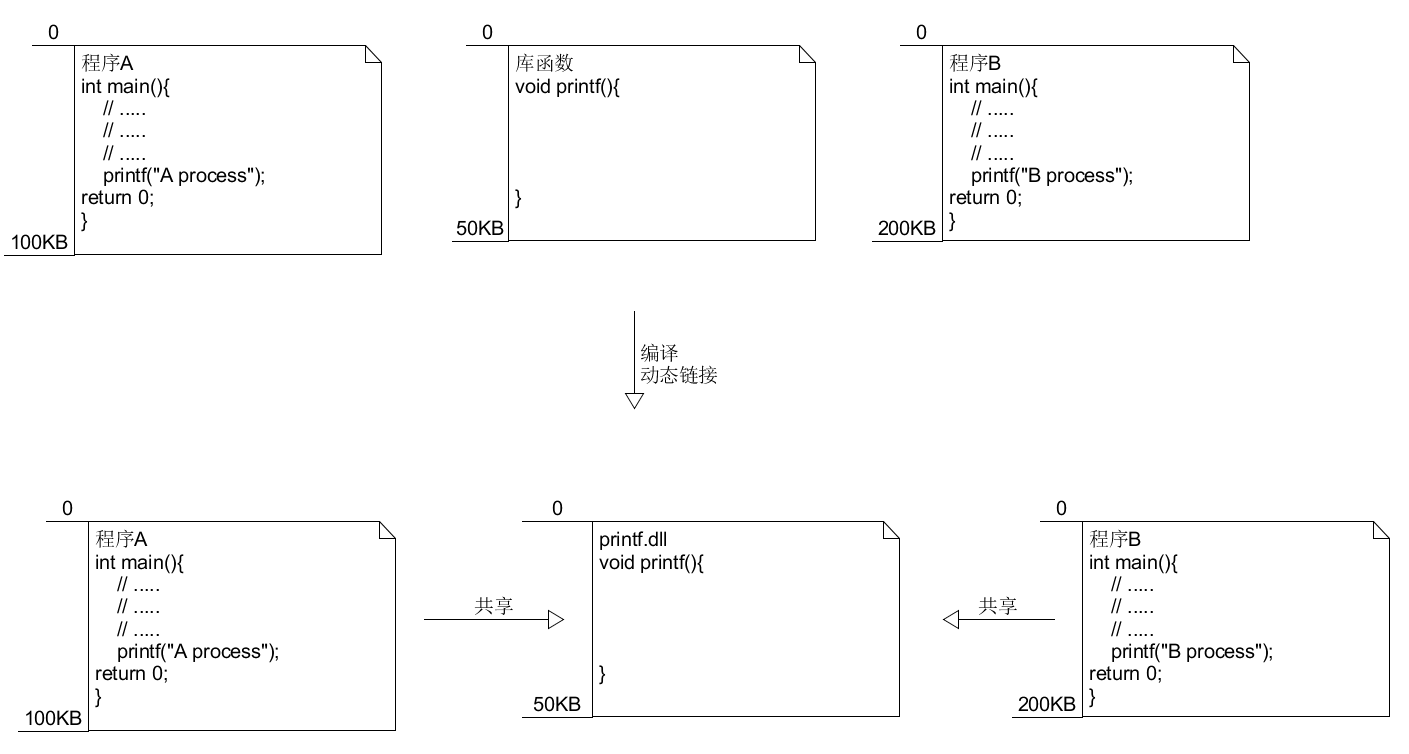 0
程序A
int main(){
// .....
// .....
// .....
printf("A process");
return 0;
}
100KB
0
库函数
void printf(){
}
50KB
0
程序B
int main(){
// .....
// .....
// .....
printf("B process");
return 0;
}
200KB
编译
动态链接
0
程序A
int main(){
// .....
// .....
// .....
printf("A process");
return 0;
}
100KB
共享
0
printf.dll
void printf(){
}
50KB
共享
0
程序B
int main(){
// .....
// .....
// .....
printf("B process");
return 0;
}
200KB